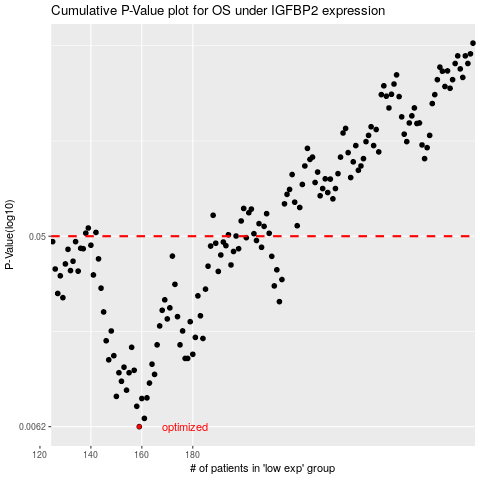 Cumulative P-Value plot for OS under IGFBP2 expression
P-Value(log10)
0.05
0.0062
optimized
120 140 160 180
# of patients in 'low exp' group